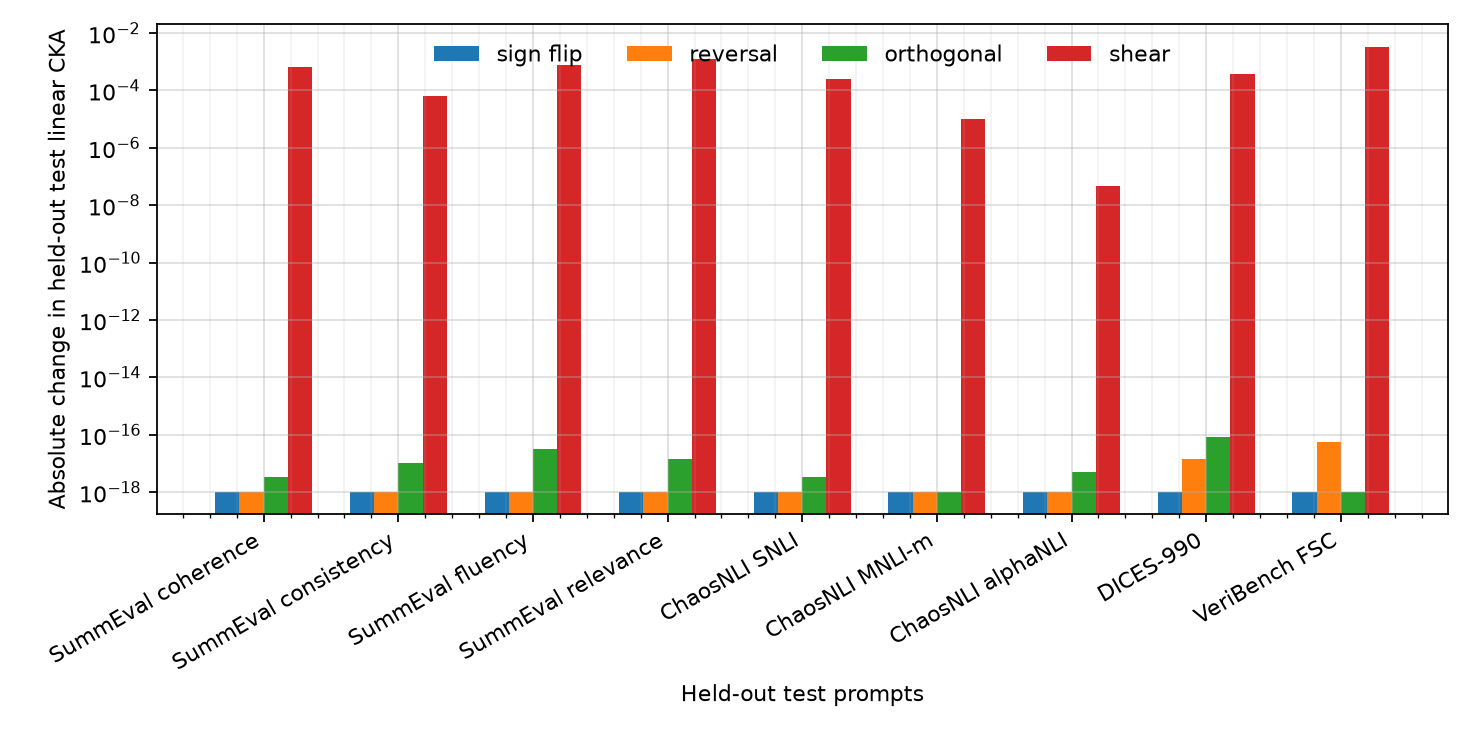 sign flip reversal orthogonal shear
Absolute change in held-out test linear CKA
10⁻²
10⁻⁴
10⁻⁶
10⁻⁸
10⁻¹⁰
10⁻¹²
10⁻¹⁴
10⁻¹⁶
10⁻¹⁸
SummEval coherence
SummEval consistency
SummEval fluency
SummEval relevance
ChaosNLI SNLI
ChaosNLI MNLI-m
ChaosNLI alphaNLI
DICES-990
VeriBench FSC
Held-out test prompts